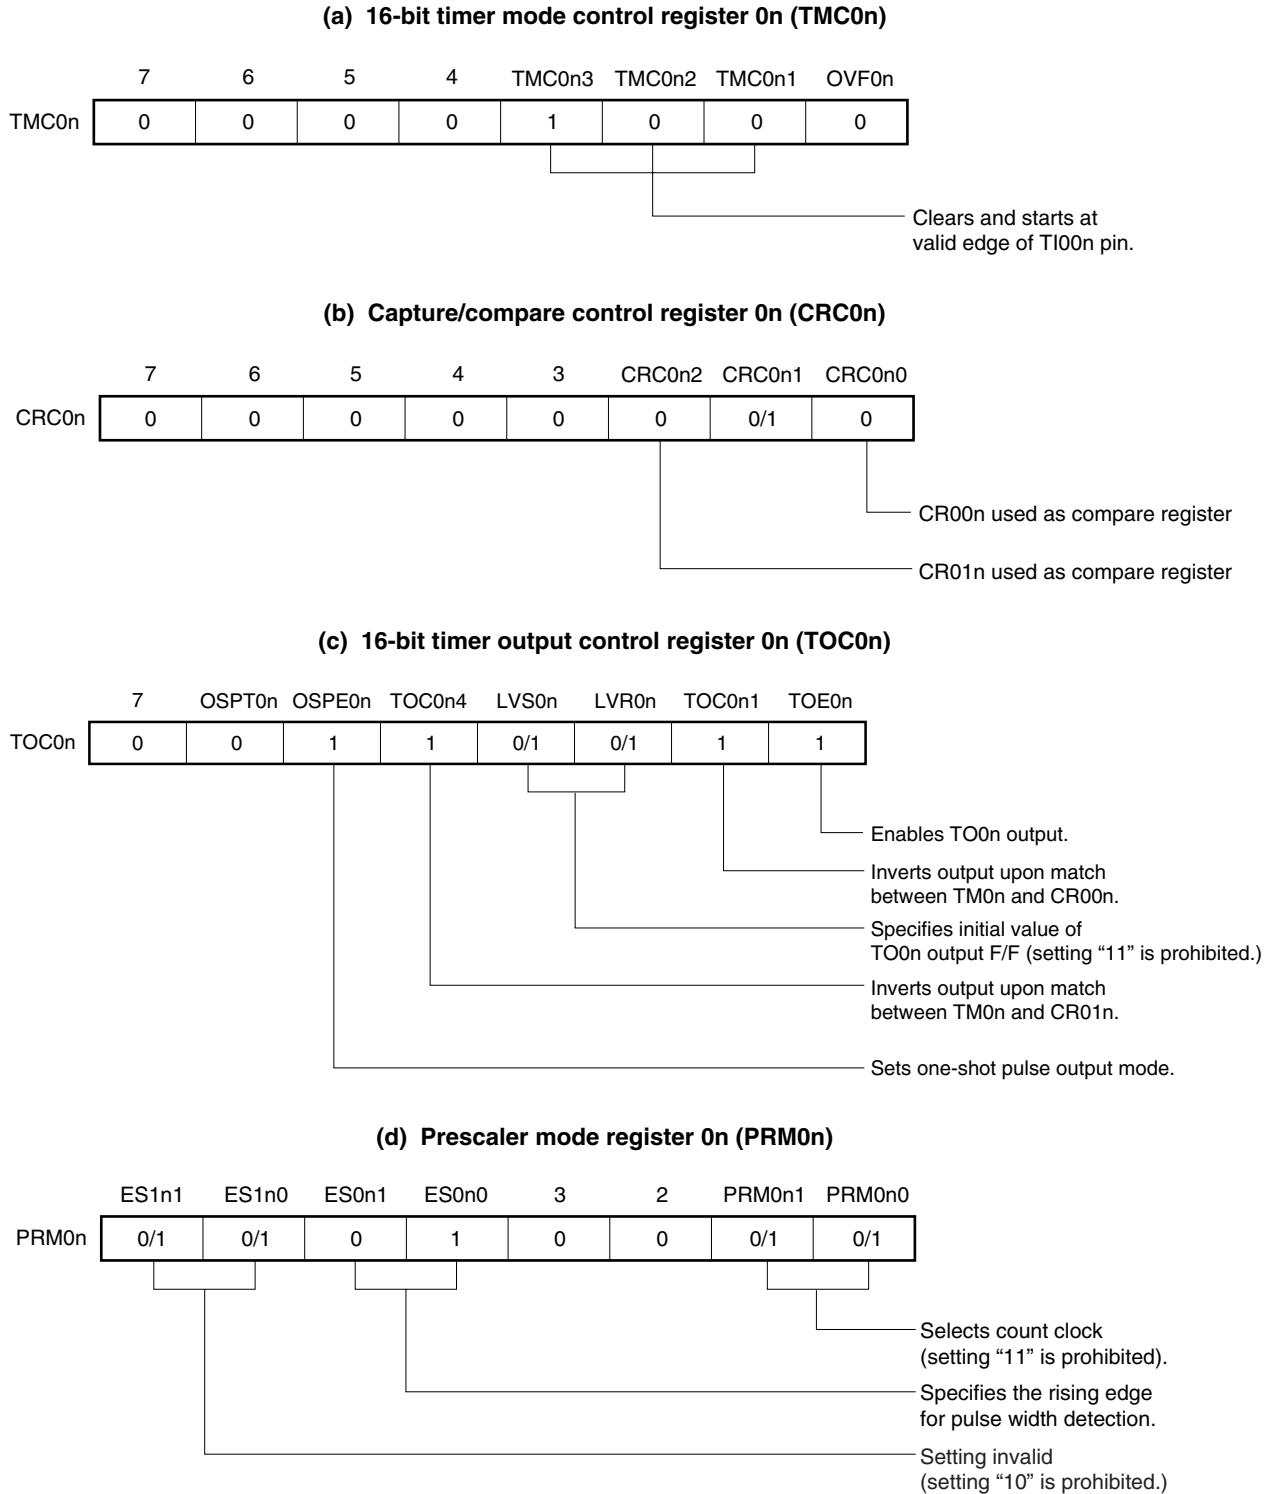 (a) 16-bit timer mode control register 0n (TMC0n)
7 6 5 4 TMC0n3 TMC0n2 TMC0n1 OVF0n
TMC0n 0 0 0 0 1 0 0 0
Clears and starts at
valid edge of TI00n pin.
(b) Capture/compare control register 0n (CRC0n)
7 6 5 4 3 CRC0n2 CRC0n1 CRC0n0
CRC0n 0 0 0 0 0 0 0/1 0
CR00n used as compare register
CR01n used as compare register
(c) 16-bit timer output control register 0n (TOC0n)
7 OSPT0n OSPE0n TOC0n4 LVS0n LVR0n TOC0n1 TOE0n
TOC0n 0 0 1 1 0/1 0/1 1 1
Enables TO0n output.
Inverts output upon match
between TM0n and CR00n.
Specifies initial value of
TO0n output F/F (setting “11” is prohibited.)
Inverts output upon match
between TM0n and CR01n.
Sets one-shot pulse output mode.
(d) Prescaler mode register 0n (PRM0n)
ES1n1 ES1n0 ES0n1 ES0n0 3 2 PRM0n1 PRM0n0
PRM0n 0/1 0/1 0 1 0 0 0/1 0/1
Selects count clock
(setting “11” is prohibited).
Specifies the rising edge
for pulse width detection.
Setting invalid
(setting “10” is prohibited.)